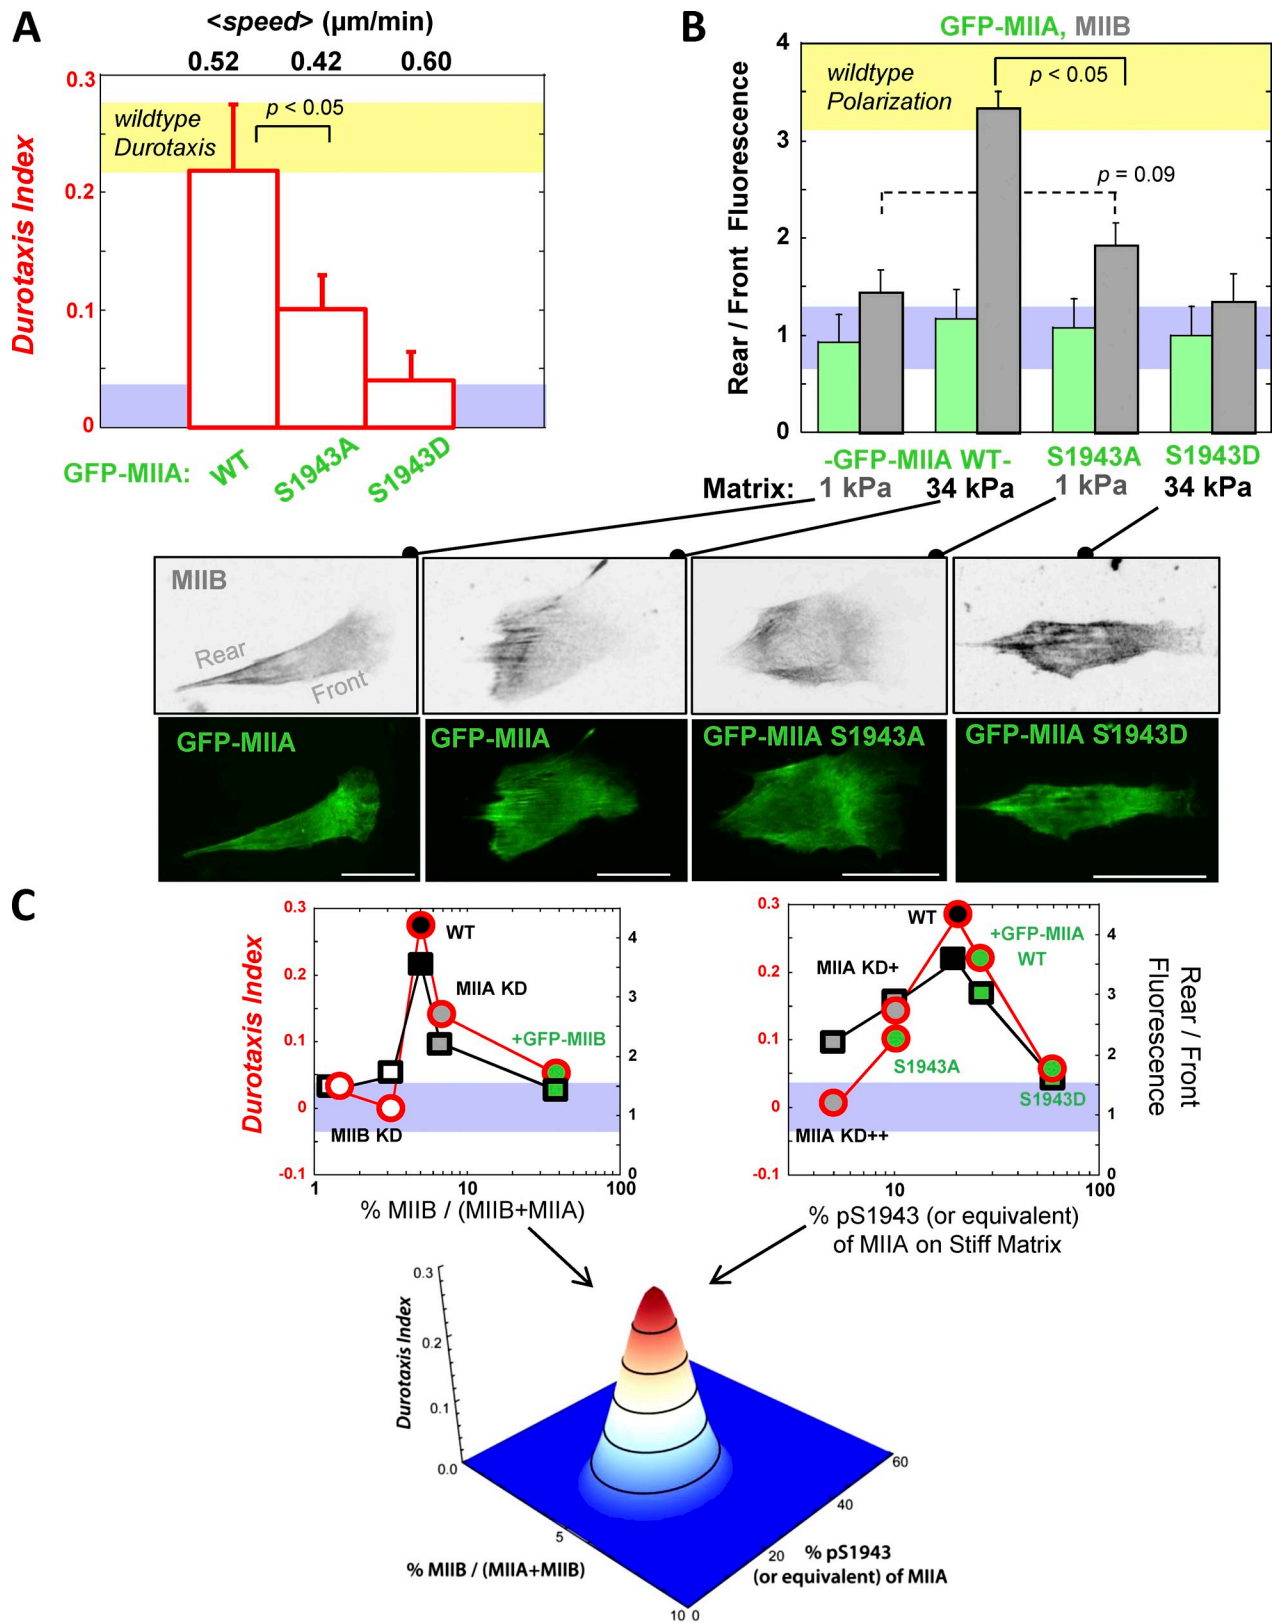 A
<speed> (µm/min)
0.52 0.42 0.60
0.3
0.2
0.1
0
Durotaxis Index
wildtype
Durotaxis
p < 0.05
GFP-MIIA: WT S1943A S1943D
B
GFP-MIIA, MIIB
4
3
2
1
0
Rear / Front Fluorescence
wildtype
Polarization
p < 0.05
p = 0.09
-GFP-MIIA WT- S1943A S1943D
Matrix: 1 kPa 34 kPa 1 kPa 34 kPa
MIIB
Rear
Front
GFP-MIIA
GFP-MIIA
GFP-MIIA S1943A
GFP-MIIA S1943D
C
0.3
0.2
0.1
0
-0.1
Durotaxis Index
WT
MIIA KD
+GFP-MIIB
MIIB KD
4
3
2
1
0
1 10 100
% MIIB / (MIIB+MIIA)
0.3
0.2
0.1
0
-0.1
WT
+GFP-MIIA
WT
MIIA KD+
S1943A
S1943D
MIIA KD++
4
3
2
1
0
Rear / Front
Fluorescence
10 100
% pS1943 (or equivalent)
of MIIA on Stiff Matrix
0.3
0.2
0.1
0.0
Durotaxis Index
5
10
% MIIB / (MIIA+MIIB)
0
20
40
60
% pS1943
(or equivalent) of MIIA